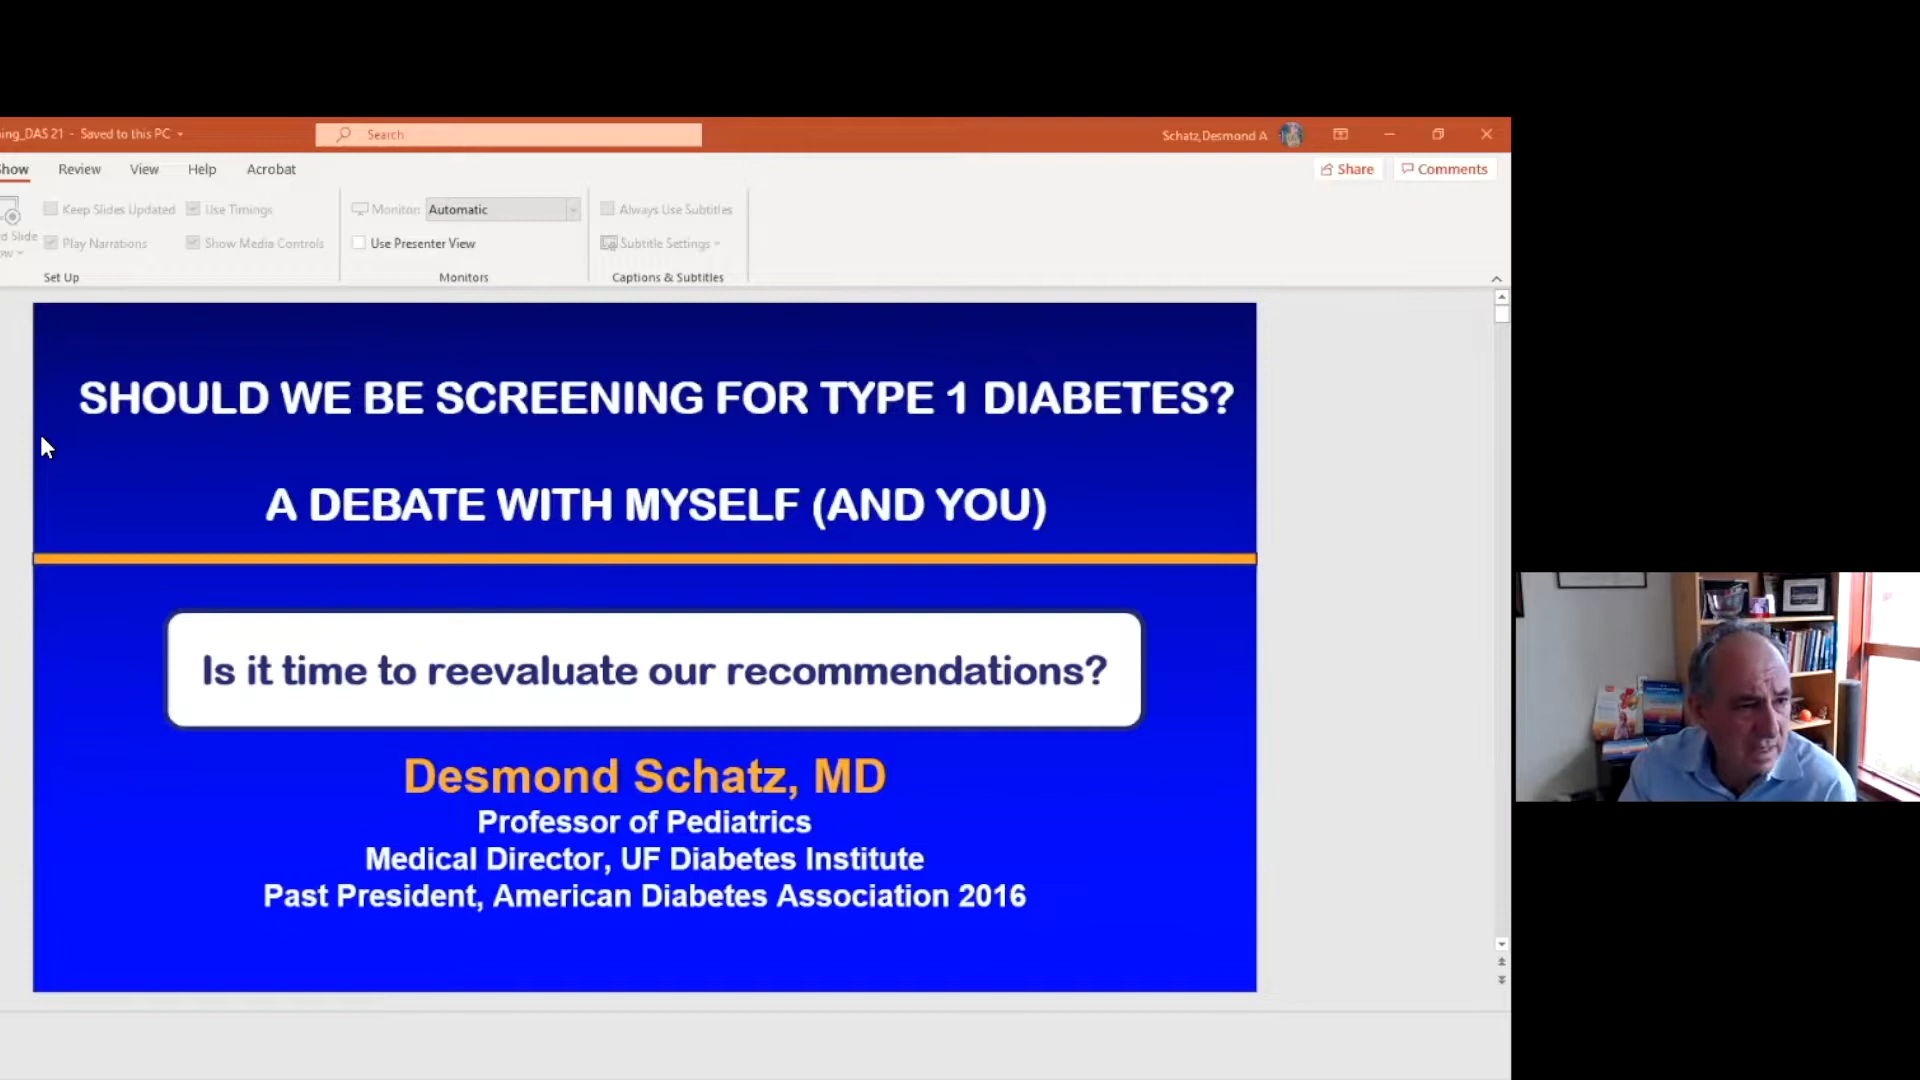 ing_DAS 21 - Saved to this PC
Search
Schatz,Desmond A
Show
Review
View
Help
Acrobat
Share
Comments
Keep Slides Updated
Use Timings
Monitor:
Automatic
Always Use Subtitles
d Slide
ow
Play Narrations
Show Media Controls
Use Presenter View
Subtitle Settings
Set Up
Monitors
Captions & Subtitles
SHOULD WE BE SCREENING FOR TYPE 1 DIABETES?
A DEBATE WITH MYSELF (AND YOU)
Is it time to reevaluate our recommendations?
Desmond Schatz, MD
Professor of Pediatrics
Medical Director, UF Diabetes Institute
Past President, American Diabetes Association 2016